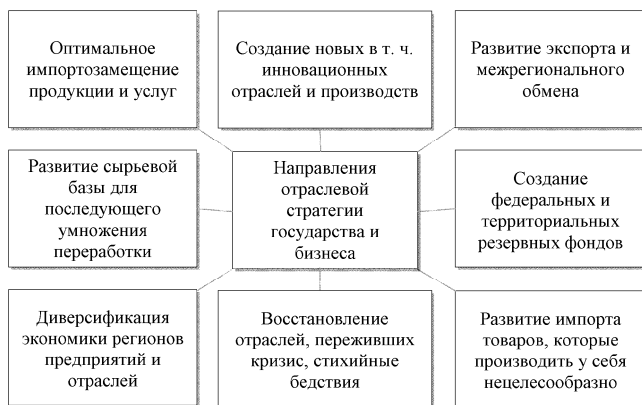 Оптимальное
импортозамещение
продукции и услуг
Создание новых в т. ч.
инновационных
отраслей и производств
Развитие экспорта и
межрегионального
обмена
Развитие сырьевой
базы для
последующего
умножения
переработки
Направления
отраслевой
стратегии
государства и
бизнеса
Создание
федеральных и
территориальных
резервных фондов
Диверсификация
экономики регионов
предприятий и
отраслей
Восстановление
отраслей, переживших
кризис, стихийные
бедствия
Развитие импорта
товаров, которые
производить у себя
нецелесообразно